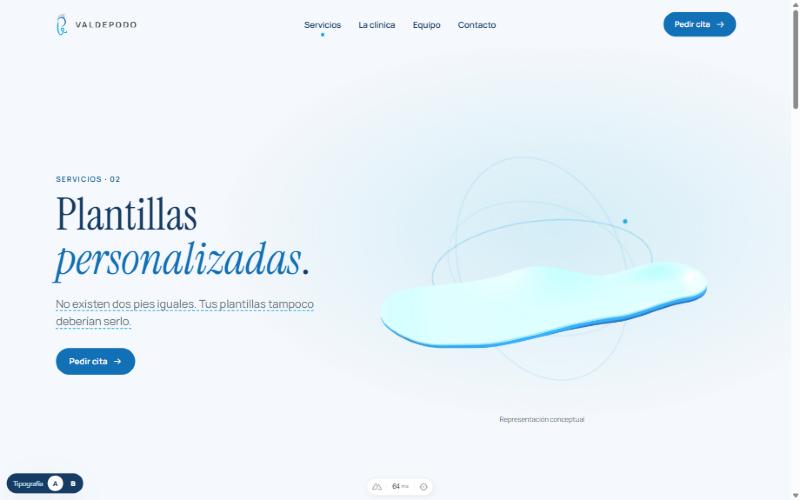 VALDEPODO
Servicios
La clínica
Equipo
Contacto
Pedir cita →
SERVICIOS · 02
Plantillas
personalizadas.
No existen dos pies iguales. Tus plantillas tampoco
deberían serlo.
Pedir cita →
Representación conceptual
Tipografía A B
64 ms